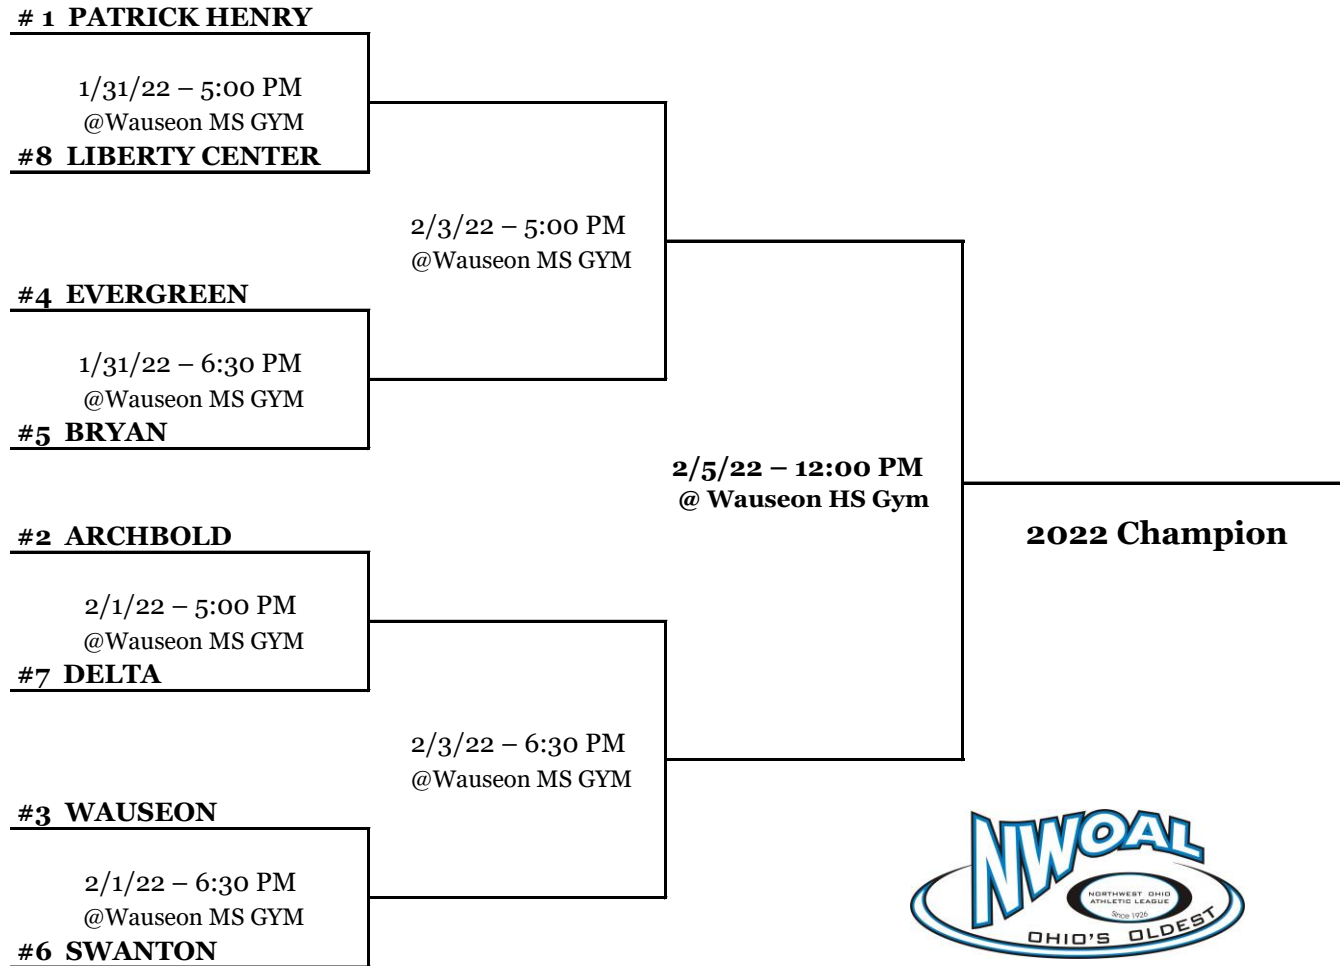 # 1 PATRICK HENRY
1/31/22 – 5:00 PM
@Wauseon MS GYM
#8 LIBERTY CENTER
2/3/22 – 5:00 PM
@Wauseon MS GYM
#4 EVERGREEN
1/31/22 – 6:30 PM
@Wauseon MS GYM
#5 BRYAN
2/5/22 – 12:00 PM
@ Wauseon HS Gym
2022 Champion
#2 ARCHBOLD
2/1/22 – 5:00 PM
@Wauseon MS GYM
#7 DELTA
2/3/22 – 6:30 PM
@Wauseon MS GYM
#3 WAUSEON
2/1/22 – 6:30 PM
@Wauseon MS GYM
#6 SWANTON
NWOAL
NORTHWEST OHIO
ATHLETIC LEAGUE
Since 1926
OHIO'S OLDEST